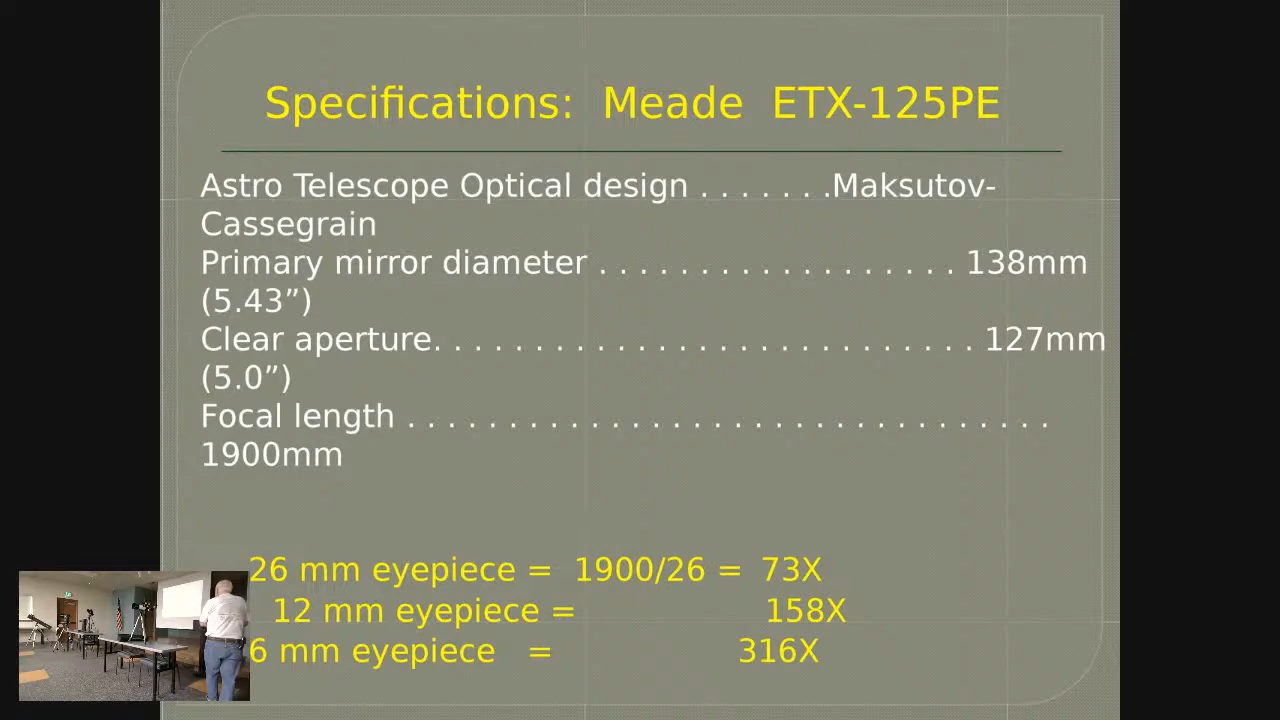 Specifications: Meade ETX-125PE
Astro Telescope Optical design . . . . . . .Maksutov-
Cassegrain
Primary mirror diameter . . . . . . . . . . . . . . . . . . 138mm
(5.43”)
Clear aperture. . . . . . . . . . . . . . . . . . . . . . . . . . . 127mm
(5.0”)
Focal length . . . . . . . . . . . . . . . . . . . . . . . . . . . . . . . .
1900mm
26 mm eyepiece = 1900/26 = 73X
12 mm eyepiece = 158X
6 mm eyepiece = 316X